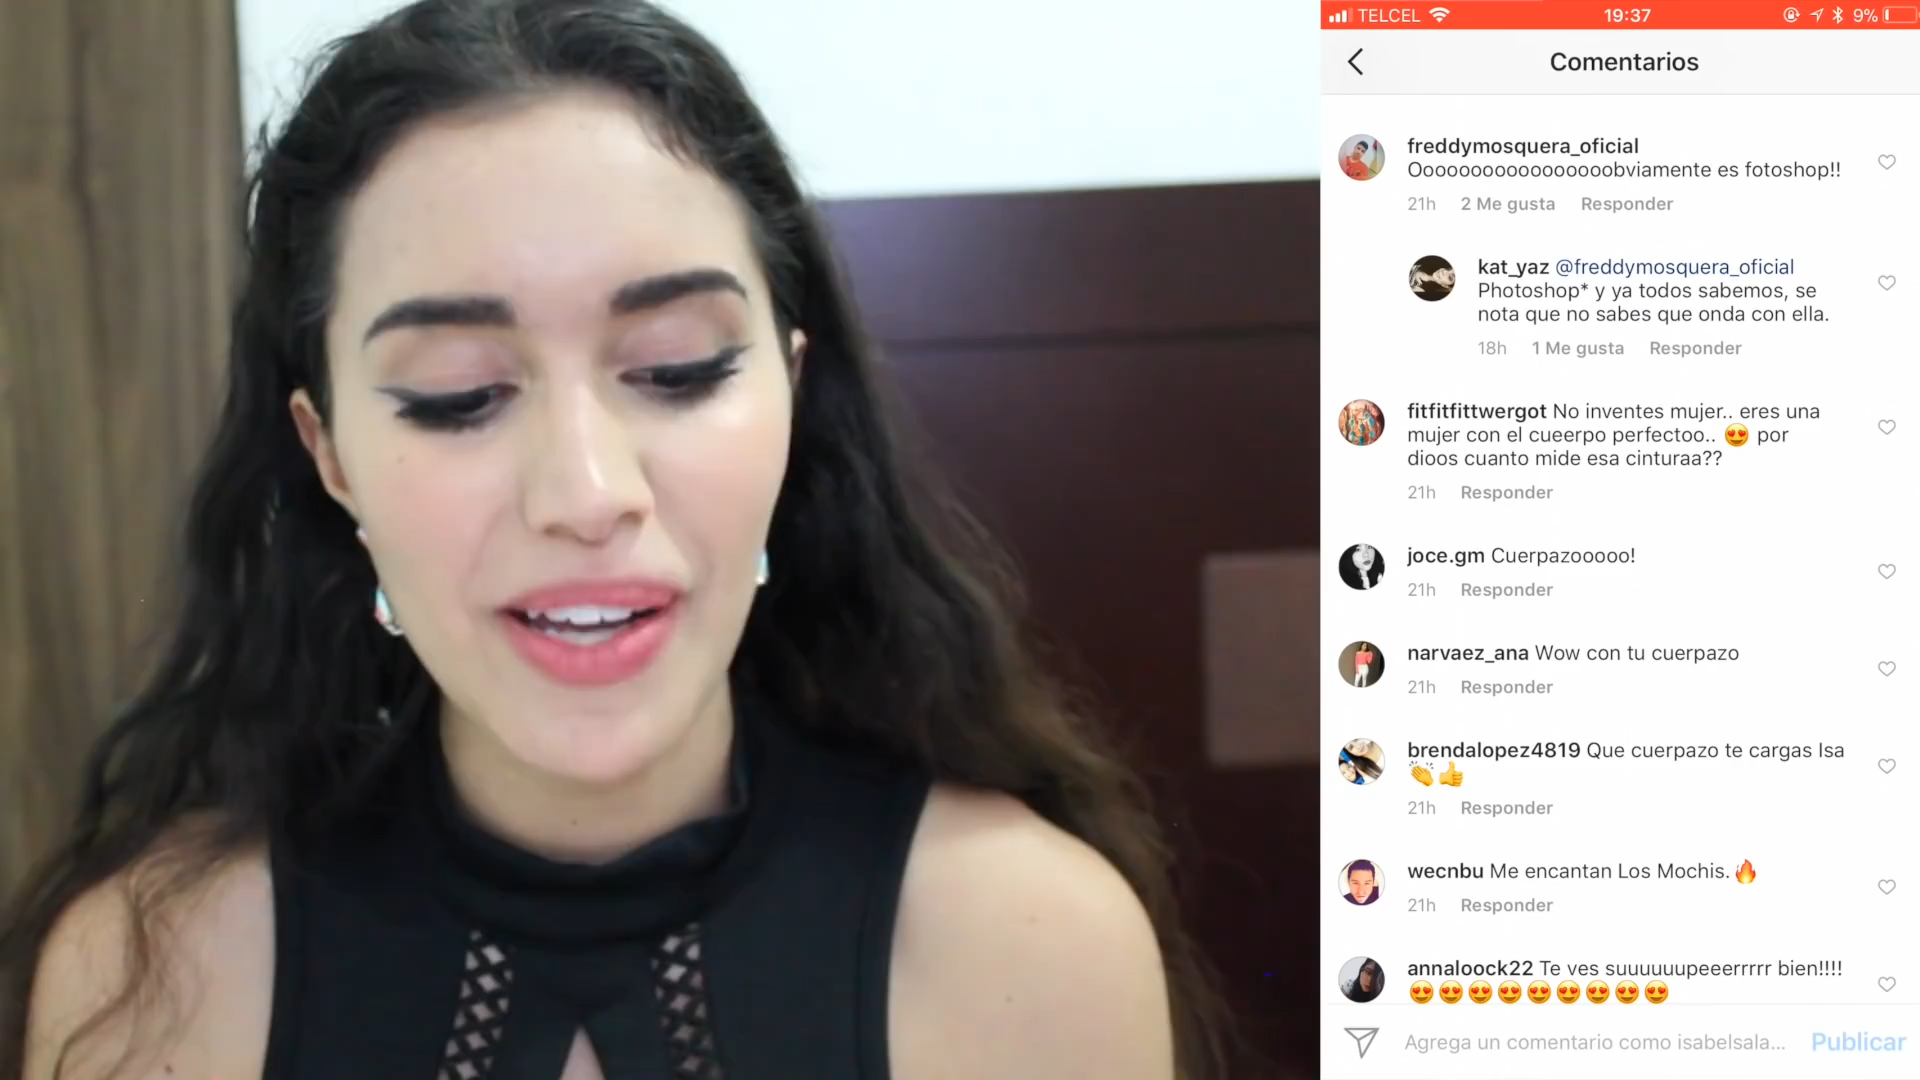 TELCEL 19:37 9%
Comentarios
freddymosquera_oficial
Ooooooooooooooooobviamente es fotoshop!!
21h 2 Me gusta Responder
kat_yaz @freddymosquera_oficial
Photoshop* y ya todos sabemos, se
nota que no sabes que onda con ella.
18h 1 Me gusta Responder
fitfitfittwergot No inventes mujer.. eres una
mujer con el cueerpo perfectoo.. 😍 por
dioos cuanto mide esa cinturaa??
21h Responder
joce.gm Cuerpazooooo!
21h Responder
narvaez_ana Wow con tu cuerpazo
21h Responder
brendalopez4819 Que cuerpazo te cargas Isa
👏👍
21h Responder
wecnbu Me encantan Los Mochis.🔥
21h Responder
annaloock22 Te ves suuuuuupeeerrrrr bien!!!!
😍😍😍😍😍😍😍😍😍
Agrega un comentario como isabelsala... Publicar